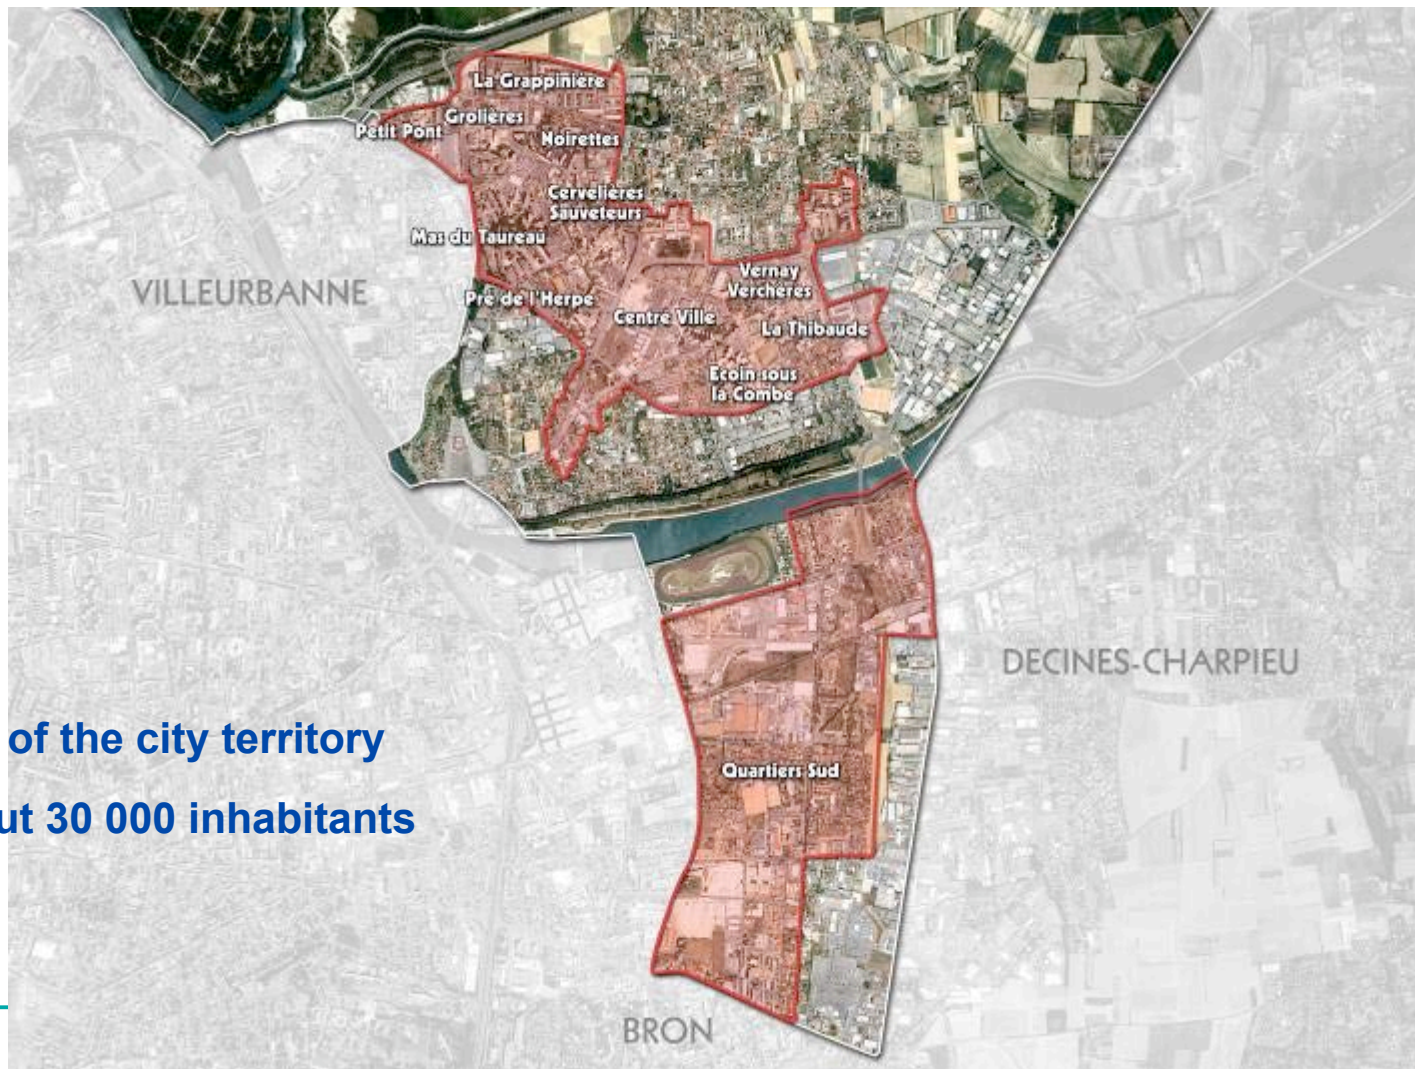 La Grappinière
Grolières
Petit Pont
Noirettes
Cervelières
Sauveteurs
Mas du Taureau
VILLEURBANNE
Pré de l'Herpe
Vernay
Verchères
Centre Ville
La Thibaude
Ecoin sous
la Combe
DECINES-CHARPIEU
of the city territory
Quartiers Sud
ut 30 000 inhabitants
BRON